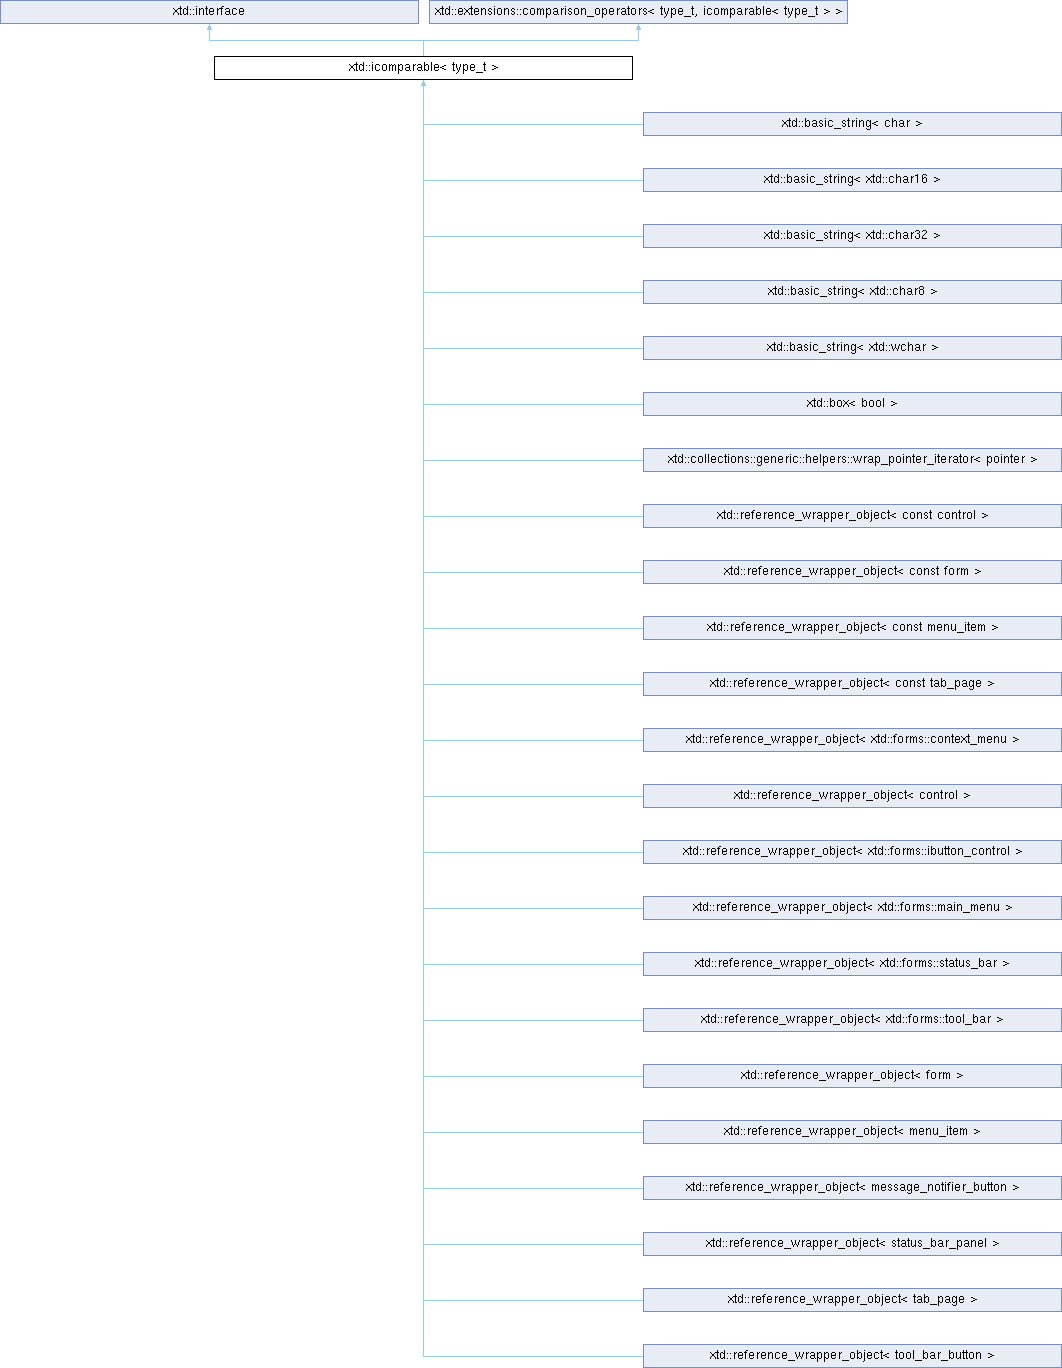 xtd::interface
xtd::extensions::comparison_operators< type_t, icomparable< type_t > >
xtd::icomparable< type_t >
xtd::basic_string< char >
xtd::basic_string< xtd::char16 >
xtd::basic_string< xtd::char32 >
xtd::basic_string< xtd::char8 >
xtd::basic_string< xtd::wchar >
xtd::box< bool >
xtd::collections::generic::helpers::wrap_pointer_iterator< pointer >
xtd::reference_wrapper_object< const control >
xtd::reference_wrapper_object< const form >
xtd::reference_wrapper_object< const menu_item >
xtd::reference_wrapper_object< const tab_page >
xtd::reference_wrapper_object< xtd::forms::context_menu >
xtd::reference_wrapper_object< control >
xtd::reference_wrapper_object< xtd::forms::ibutton_control >
xtd::reference_wrapper_object< xtd::forms::main_menu >
xtd::reference_wrapper_object< xtd::forms::status_bar >
xtd::reference_wrapper_object< xtd::forms::tool_bar >
xtd::reference_wrapper_object< form >
xtd::reference_wrapper_object< menu_item >
xtd::reference_wrapper_object< message_notifier_button >
xtd::reference_wrapper_object< status_bar_panel >
xtd::reference_wrapper_object< tab_page >
xtd::reference_wrapper_object< tool_bar_button >